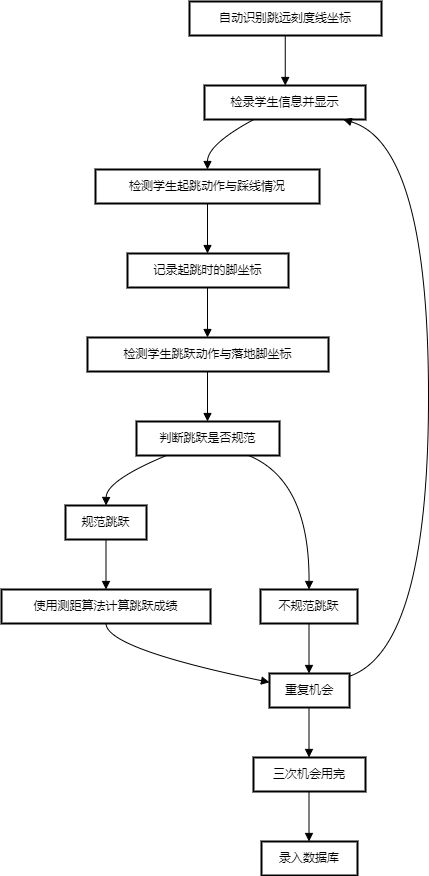 自动识别跳远刻度线坐标
检录学生信息并显示
检测学生起跳动作与踩线情况
记录起跳时的脚坐标
检测学生跳跃动作与落地脚坐标
判断跳跃是否规范
规范跳跃
使用测距算法计算跳跃成绩
不规范跳跃
重复机会
三次机会用完
录入数据库